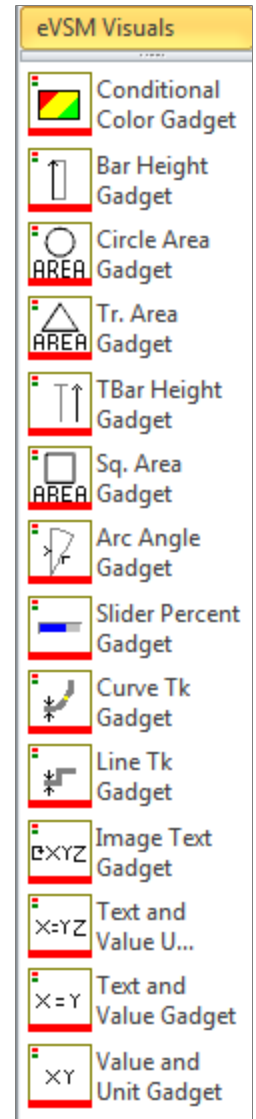 eVSM Visuals
Conditional
Color Gadget
Bar Height
Gadget
Circle Area
AREA Gadget
Tr. Area
AREA Gadget
TBar Height
Gadget
Sq. Area
AREA Gadget
Arc Angle
Gadget
Slider Percent
Gadget
Curve Tk
Gadget
Line Tk
Gadget
Image Text
XYZ Gadget
Text and
X=YZ Value U...
Text and
X=Y Value Gadget
Value and
XY Unit Gadget